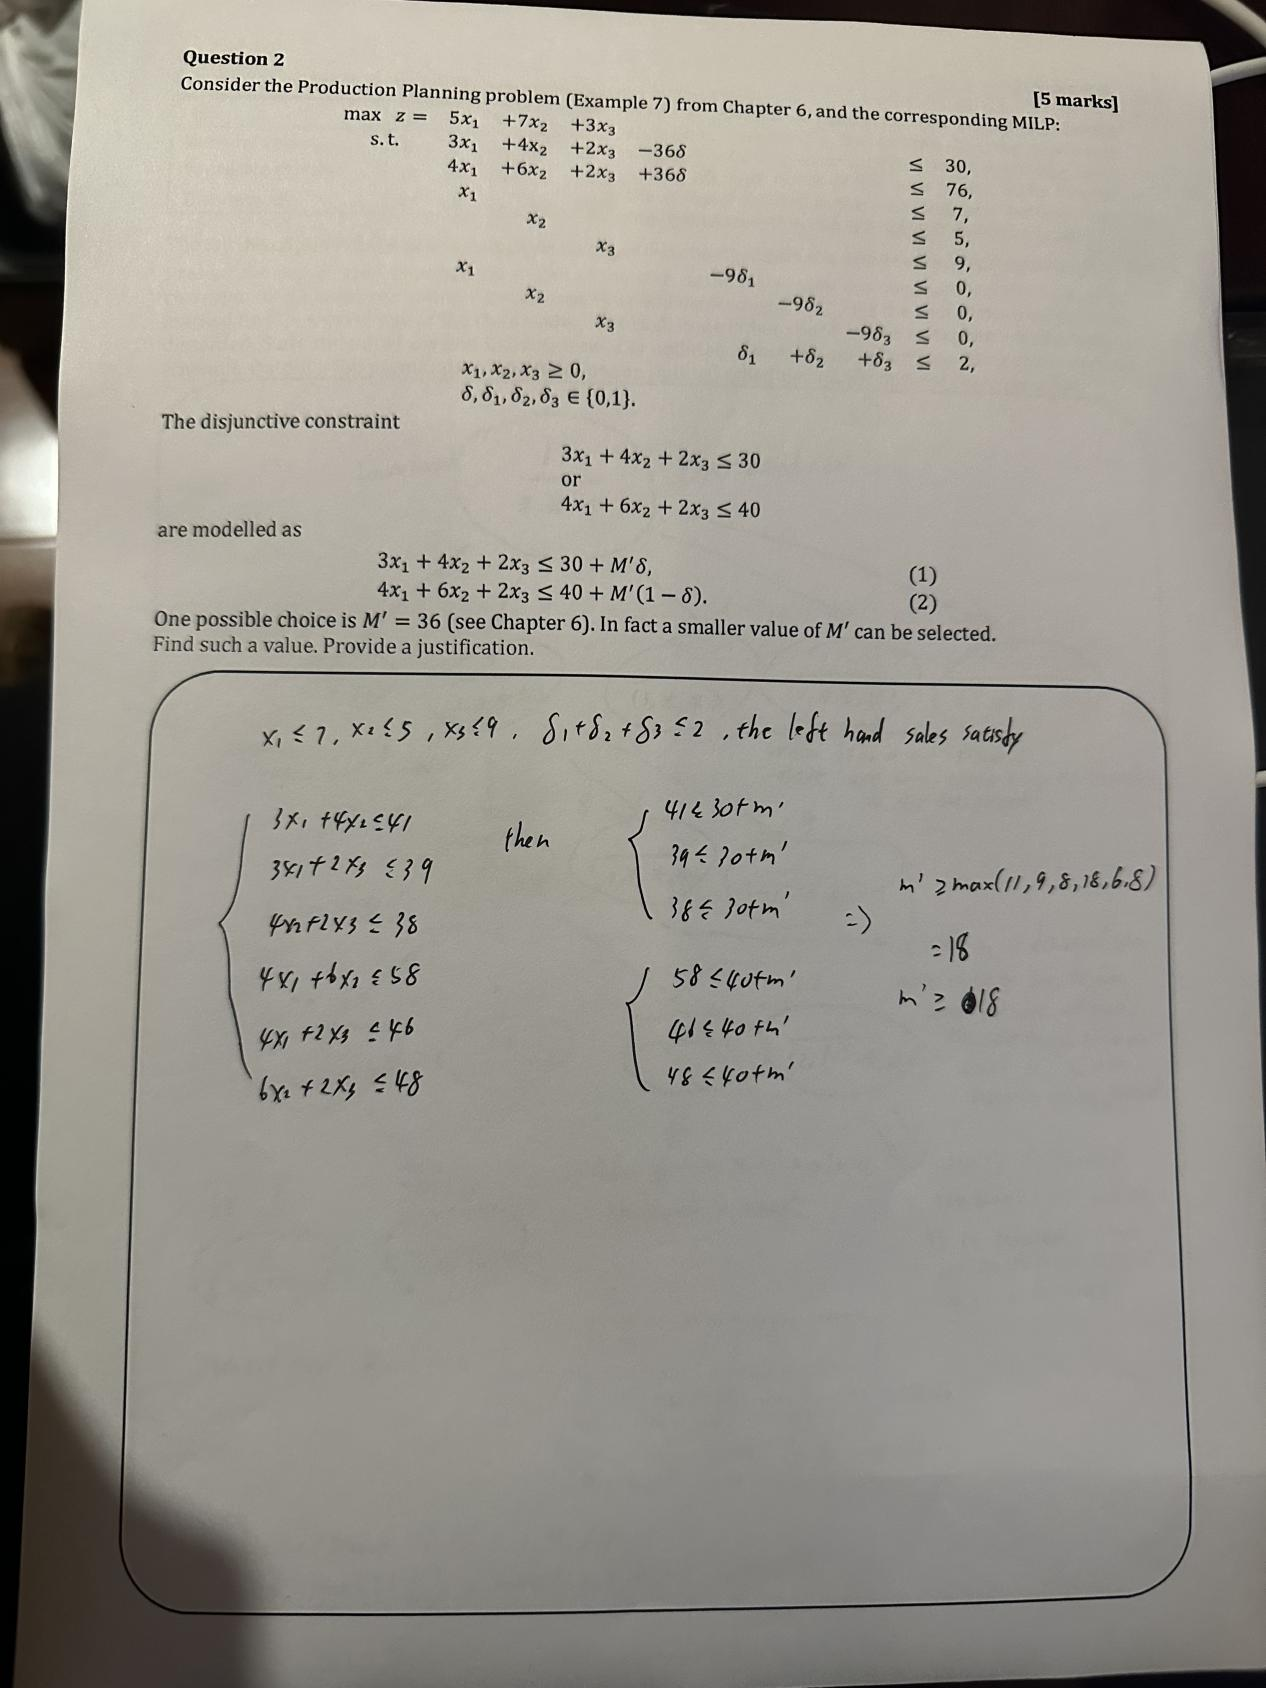 Question 2
[5 marks]
Consider the Production Planning problem (Example 7) from Chapter 6, and the corresponding MILP:
max z = 5x₁ +7x₂ +3x₃
s.t. 3x₁ +4x₂ +2x₃ −36δ ≤ 30,
4x₁ +6x₂ +2x₃ +36δ ≤ 76,
x₁ ≤ 7,
x₂ ≤ 5,
x₃ ≤ 9,
x₁ −9δ₁ ≤ 0,
x₂ −9δ₂ ≤ 0,
x₃ −9δ₃ ≤ 0,
δ₁ +δ₂ +δ₃ ≤ 2,
x₁, x₂, x₃ ≥ 0,
δ, δ₁, δ₂, δ₃ ∈ {0,1}.
The disjunctive constraint
3x₁ + 4x₂ + 2x₃ ≤ 30
or
4x₁ + 6x₂ + 2x₃ ≤ 40
are modelled as
3x₁ + 4x₂ + 2x₃ ≤ 30 + M′δ, (1)
4x₁ + 6x₂ + 2x₃ ≤ 40 + M′(1 − δ). (2)
One possible choice is M′ = 36 (see Chapter 6). In fact a smaller value of M′ can be selected.
Find such a value. Provide a justification.
x₁ ≤ 7, x₂ ≤ 5, x₃ ≤ 9, δ₁+δ₂+δ₃ ≤ 2, the left hand sales satisfy
3x₁ +4x₂ ≤ 41
3x₁ + 2x₃ ≤ 39
4x₂+2x₃ ≤ 38
4x₁ +6x₂ ≤ 58
4x₁ +2x₃ ≤ 46
6x₂ + 2x₃ ≤ 48
then
41 ≤ 30+m'
39 ≤ 30+m'
38 ≤ 30+m'
58 ≤ 40+m'
46 ≤ 40+m'
48 ≤ 40+m'
=>
m' ≥ max(11,9,8,18,6,8)
= 18
m' ≥ 18